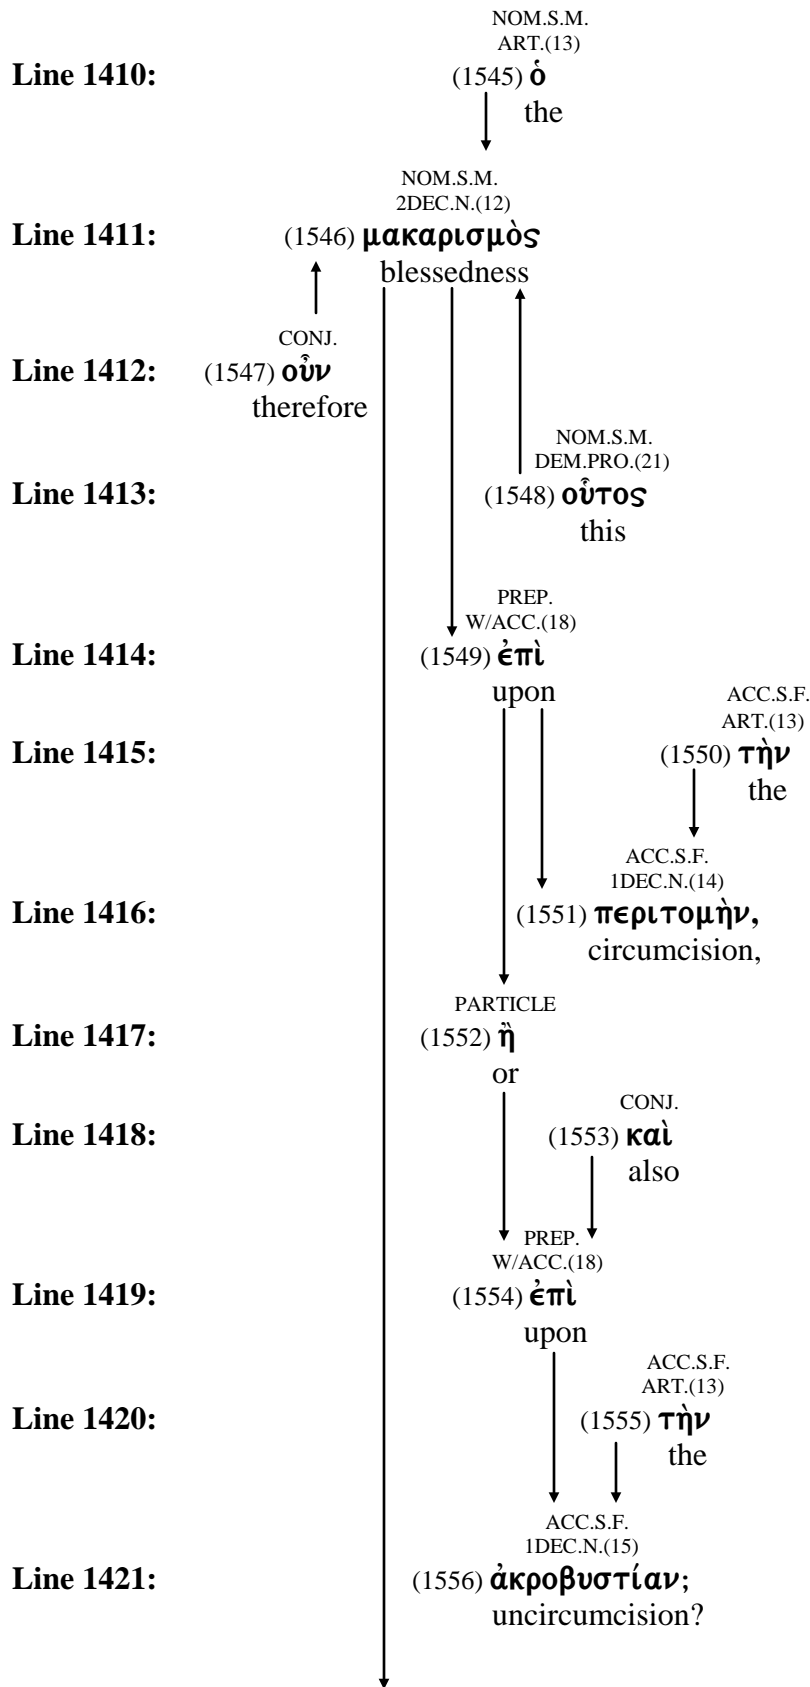 NOM.S.M.
ART.(13)
Line 1410: (1545) ὁ
the
NOM.S.M.
2DEC.N.(12)
Line 1411: (1546) μακαρισμὸς
blessedness
CONJ.
Line 1412: (1547) οὖν
therefore
NOM.S.M.
DEM.PRO.(21)
Line 1413: (1548) οὗτος
this
PREP.
W/ACC.(18)
Line 1414: (1549) ἐπὶ
upon
ACC.S.F.
ART.(13)
Line 1415: (1550) τὴν
the
ACC.S.F.
1DEC.N.(14)
Line 1416: (1551) περιτομὴν,
circumcision,
PARTICLE
Line 1417: (1552) ἢ
or
CONJ.
Line 1418: (1553) καὶ
also
PREP.
W/ACC.(18)
Line 1419: (1554) ἐπὶ
upon
ACC.S.F.
ART.(13)
Line 1420: (1555) τὴν
the
ACC.S.F.
1DEC.N.(15)
Line 1421: (1556) ἀκροβυστίαν;
uncircumcision?